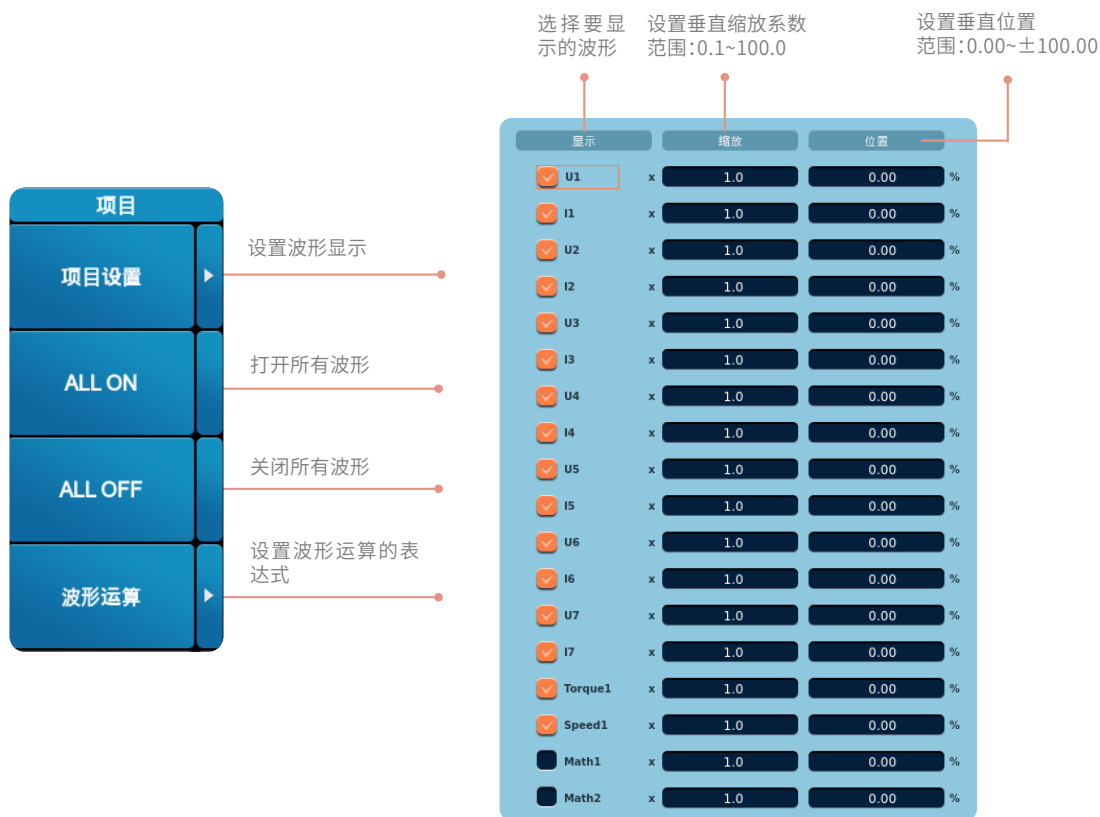 选择要显
示的波形
设置垂直缩放系数
范围:0.1~100.0
设置垂直位置
范围:0.00~±100.00
项目
项目设置
设置波形显示
ALL ON
打开所有波形
ALL OFF
关闭所有波形
波形运算
设置波形运算的表
达式
显示 缩放 位置
U1 x 1.0 0.00 %
I1 x 1.0 0.00 %
U2 x 1.0 0.00 %
I2 x 1.0 0.00 %
U3 x 1.0 0.00 %
I3 x 1.0 0.00 %
U4 x 1.0 0.00 %
I4 x 1.0 0.00 %
U5 x 1.0 0.00 %
I5 x 1.0 0.00 %
U6 x 1.0 0.00 %
I6 x 1.0 0.00 %
U7 x 1.0 0.00 %
I7 x 1.0 0.00 %
Torque1 x 1.0 0.00 %
Speed1 x 1.0 0.00 %
Math1 x 1.0 0.00 %
Math2 x 1.0 0.00 %